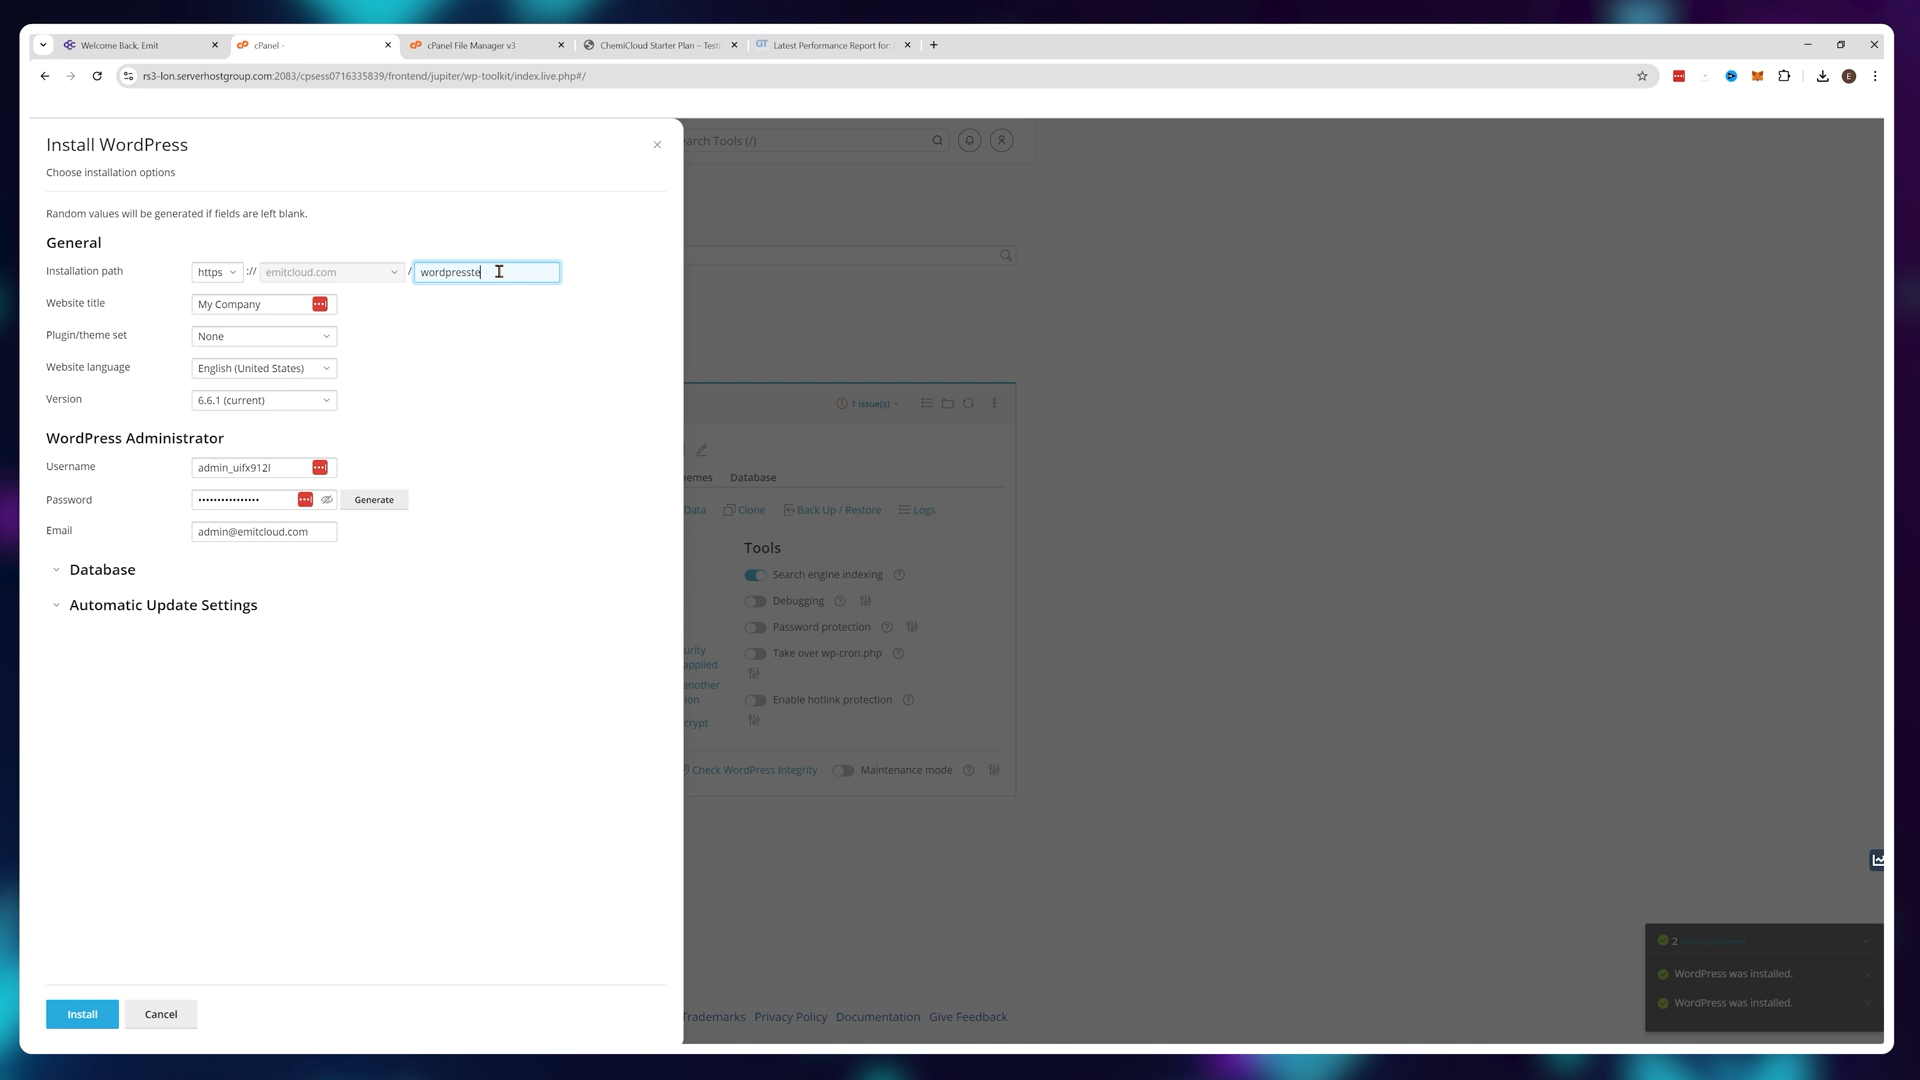 Welcome Back, Emit
cPanel -
cPanel File Manager v3
ChemiCloud Starter Plan – Testi
GT Latest Performance Report for:
rs3-lon.serverhostgroup.com:2083/cpsess0716335839/frontend/jupiter/wp-toolkit/index.live.php#/
E
Install WordPress
earch Tools (/)
Choose installation options
Random values will be generated if fields are left blank.
General
Installation path https :// emitcloud.com / wordpresste
Website title My Company
Plugin/theme set None
Website language English (United States)
Version 6.6.1 (current)
1 issue(s)
WordPress Administrator
Username admin_uifx912l
Password •••••••••••••••• Generate
Email admin@emitcloud.com
Database
Automatic Update Settings
emes Database
Data Clone Back Up / Restore Logs
Tools
Search engine indexing
Debugging
Password protection
Take over wp-cron.php
Enable hotlink protection
urity
applied
another
ion
crypt
Check WordPress Integrity Maintenance mode
Install Cancel
Trademarks Privacy Policy Documentation Give Feedback
2
WordPress was installed.
WordPress was installed.